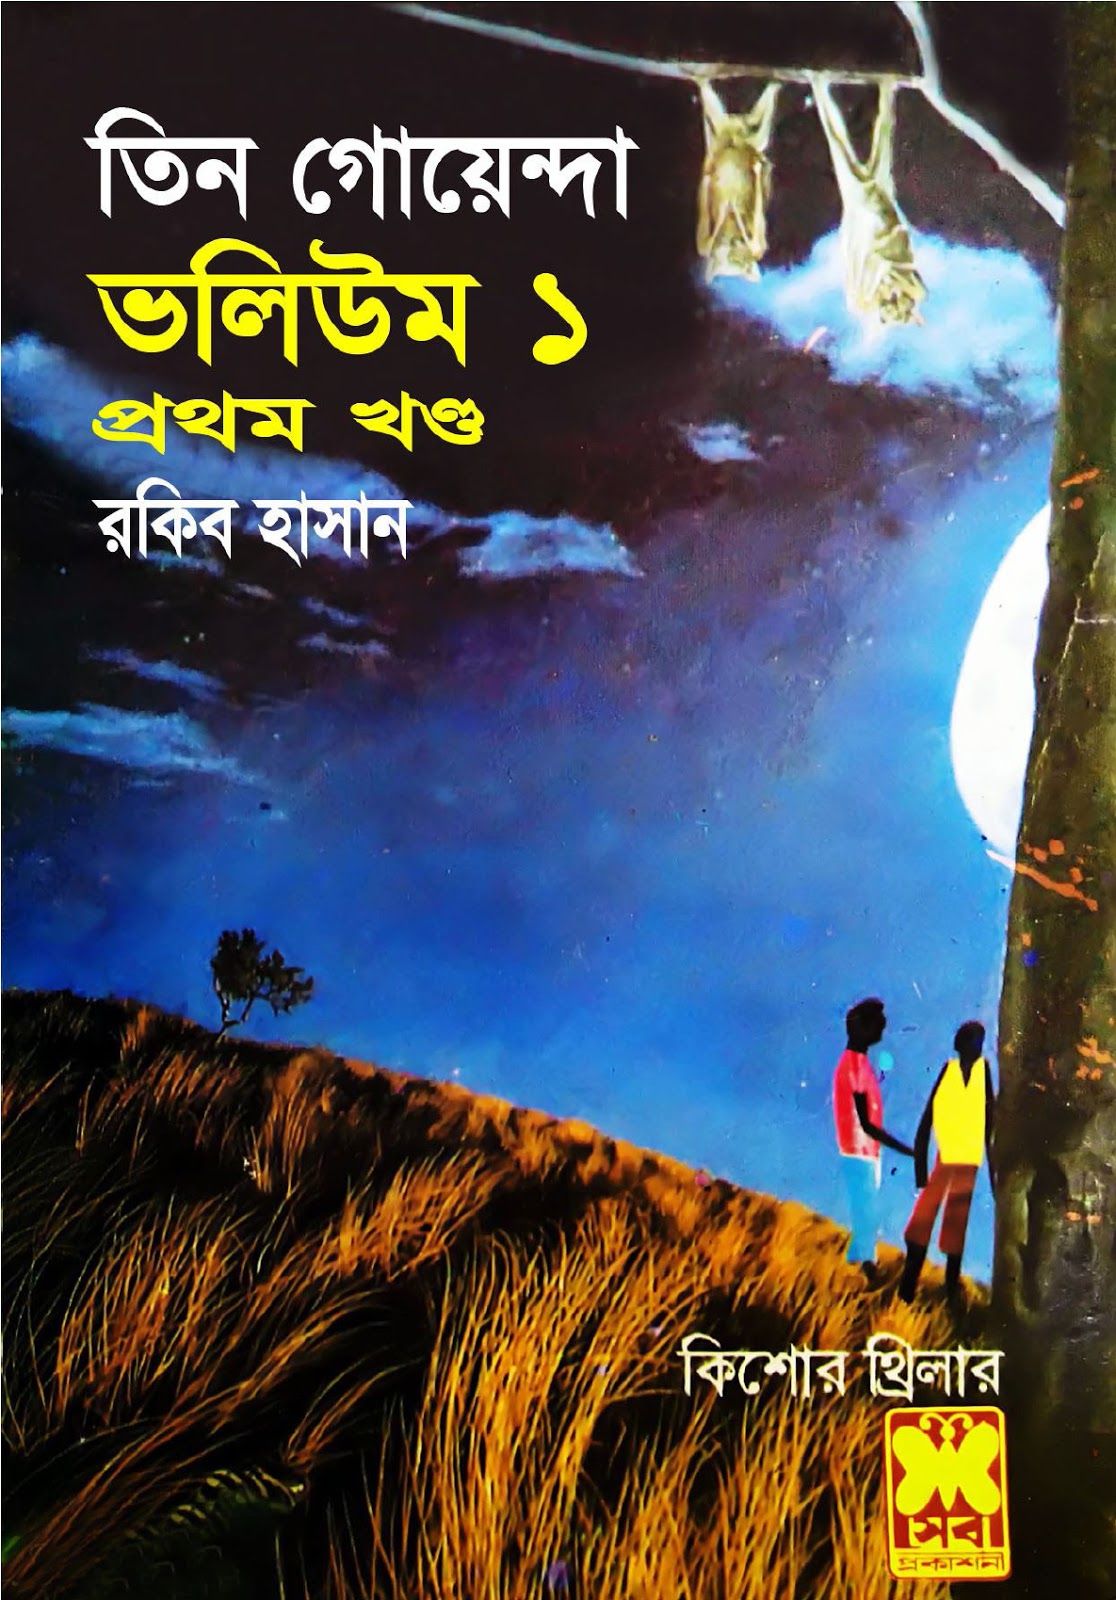 তিন গোয়েন্দা
ভলিউম ১
প্রথম খণ্ড
রকিব হাসান
কিশোর থ্রিলার
সেবা
প্রকাশনী